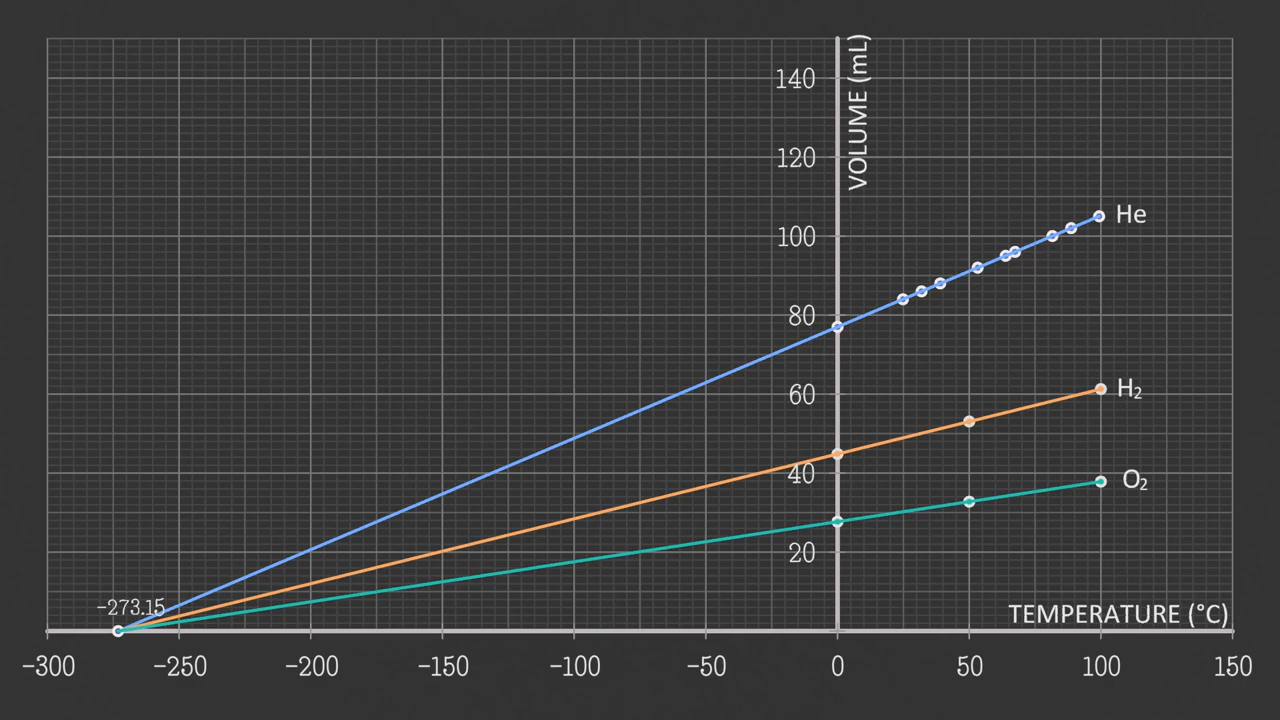 140
VOLUME (mL)
120
100
He
80
60
H₂
40
O₂
20
−273.15
TEMPERATURE (°C)
−300 −250 −200 −150 −100 −50 0 50 100 150